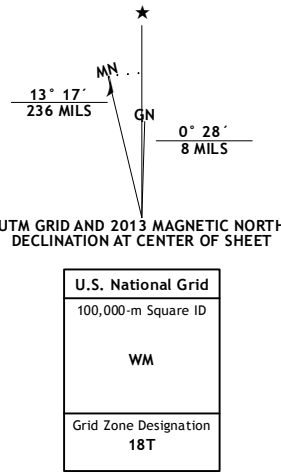 ★
MN
13° 17´
236 MILS
GN
0° 28´
8 MILS
UTM GRID AND 2013 MAGNETIC NORTH
DECLINATION AT CENTER OF SHEET
U.S. National Grid
100,000-m Square ID
WM
Grid Zone Designation
18T